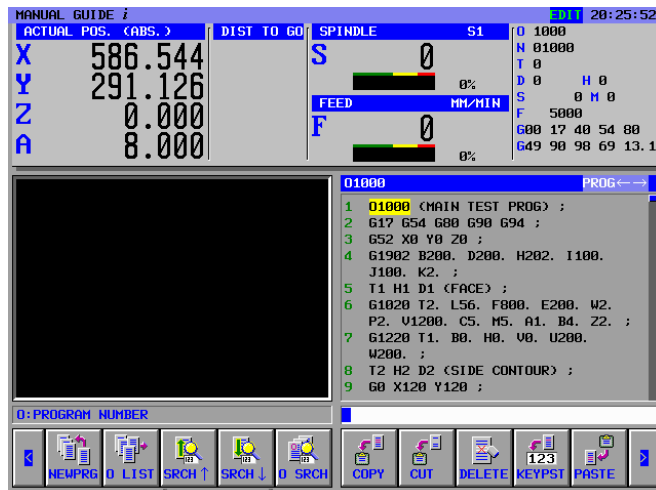 MANUAL GUIDE i EDIT 20:25:52
ACTUAL POS. (ABS.) DIST TO GO SPINDLE S1
X 586.544
Y 291.126
Z 0.000
A 8.000
S 0
0%
FEED MM/MIN
F 0
0%
O 1000
N 01000
T 0
D 0 H 0
S 0 M 0
F 5000
G00 17 40 54 80
G49 90 98 69 13.1
O1000 PROG←→
1 O1000 (MAIN TEST PROG) ;
2 G17 G54 G80 G90 G94 ;
3 G52 X0 Y0 Z0 ;
4 G1902 B200. D200. H202. I100.
J100. K2. ;
5 T1 H1 D1 (FACE) ;
6 G1020 T2. L56. F800. E200. W2.
P2. V1200. C5. M5. A1. B4. Z2. ;
7 G1220 T1. B0. H0. V0. U200.
W200. ;
8 T2 H2 D2 (SIDE CONTOUR) ;
9 G0 X120 Y120 ;
O:PROGRAM NUMBER
< NEWPRG O LIST SRCH↑ SRCH↓ O SRCH COPY CUT DELETE 123 KEYPST PASTE >